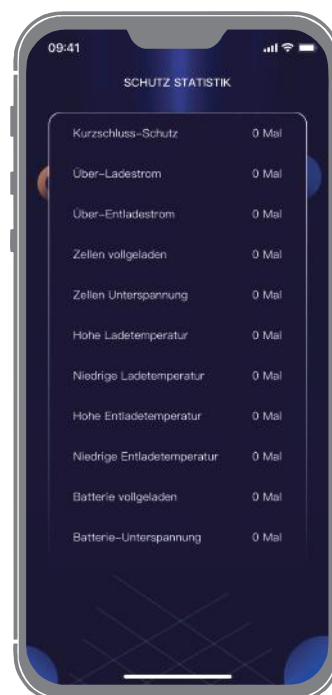 09:41
SCHUTZ STATISTIK
Kurzschluss-Schutz 0 Mal
Über-Ladestrom 0 Mal
Über-Entladestrom 0 Mal
Zellen vollgeladen 0 Mal
Zellen Unterspannung 0 Mal
Hohe Ladetemperatur 0 Mal
Niedrige Ladetemperatur 0 Mal
Hohe Entladetemperatur 0 Mal
Niedrige Entladetemperatur 0 Mal
Batterie vollgeladen 0 Mal
Batterie-Unterspannung 0 Mal